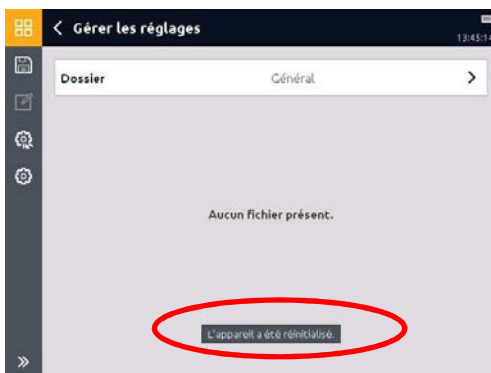 Gérer les réglages
13:45:14
Dossier Général
Aucun fichier présent.
L'appareil a été réinitialisé.